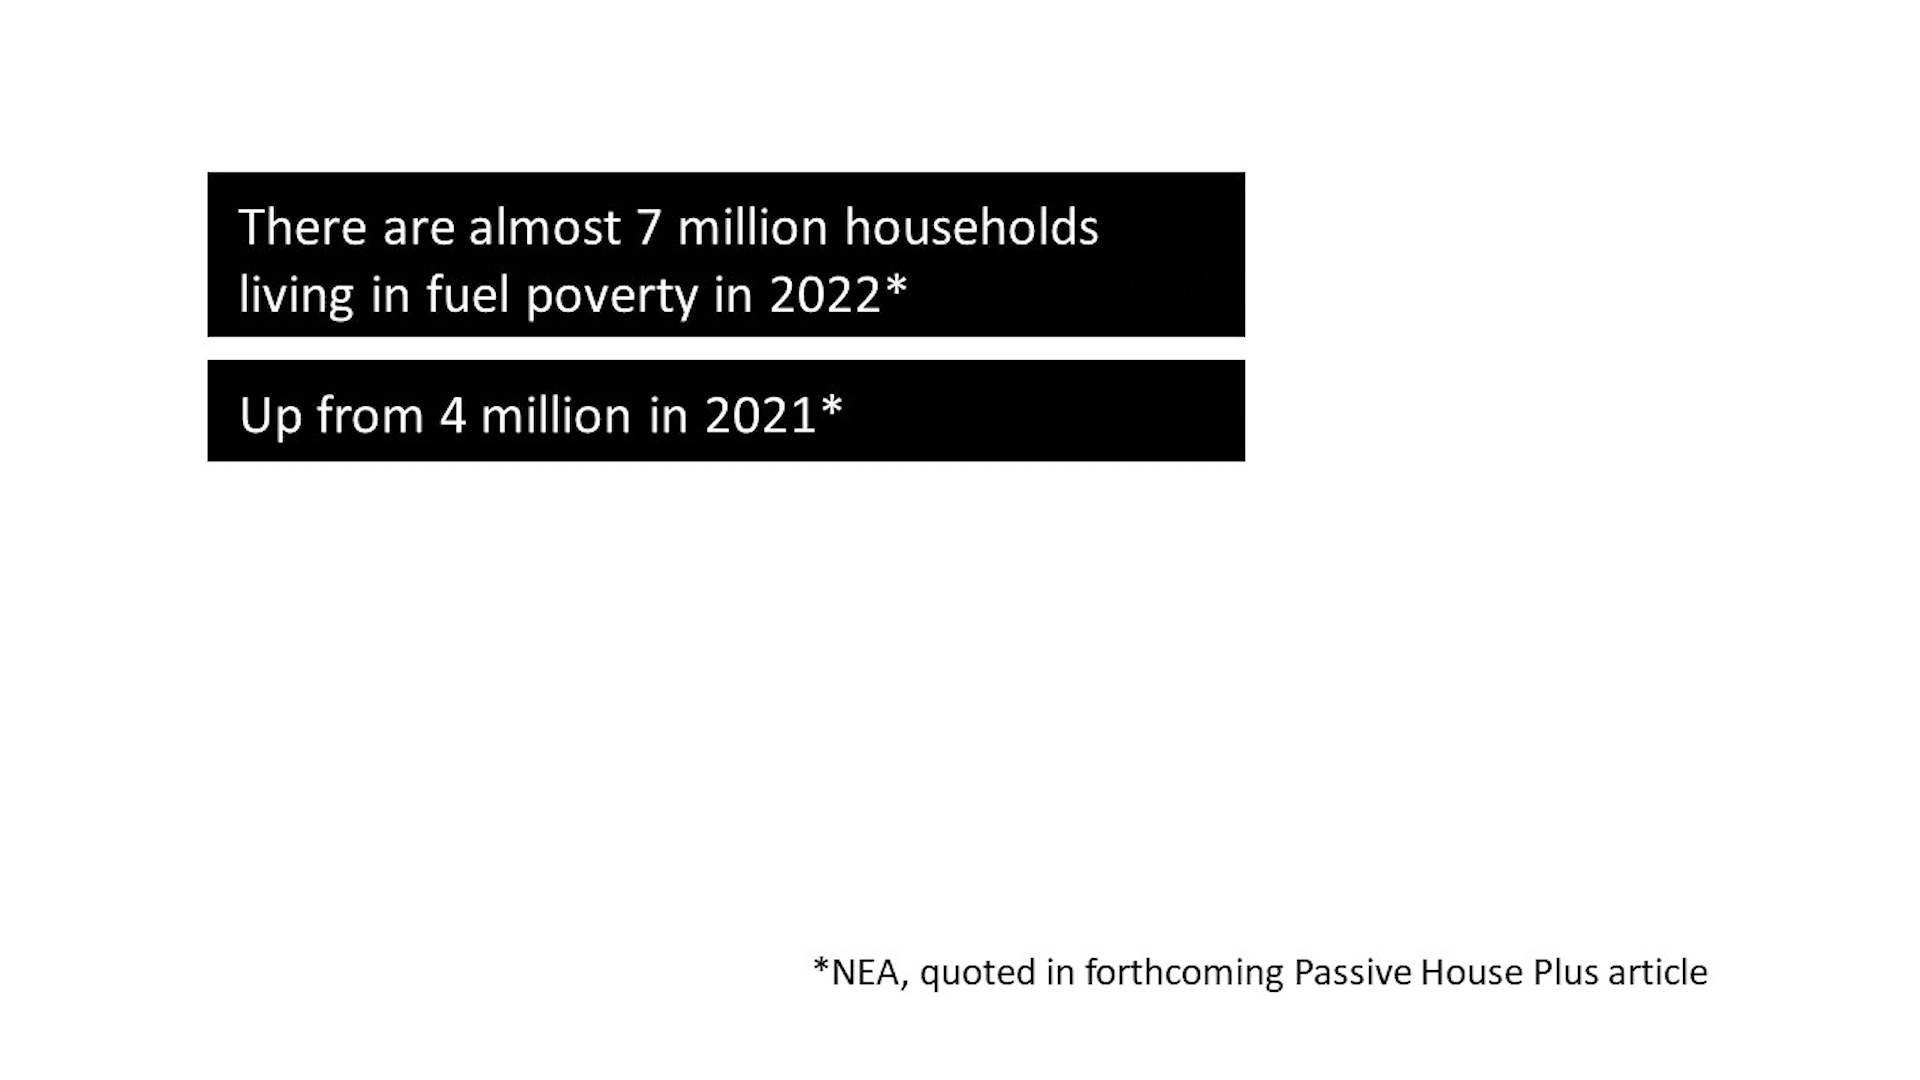 There are almost 7 million households
living in fuel poverty in 2022*
Up from 4 million in 2021*
*NEA, quoted in forthcoming Passive House Plus article